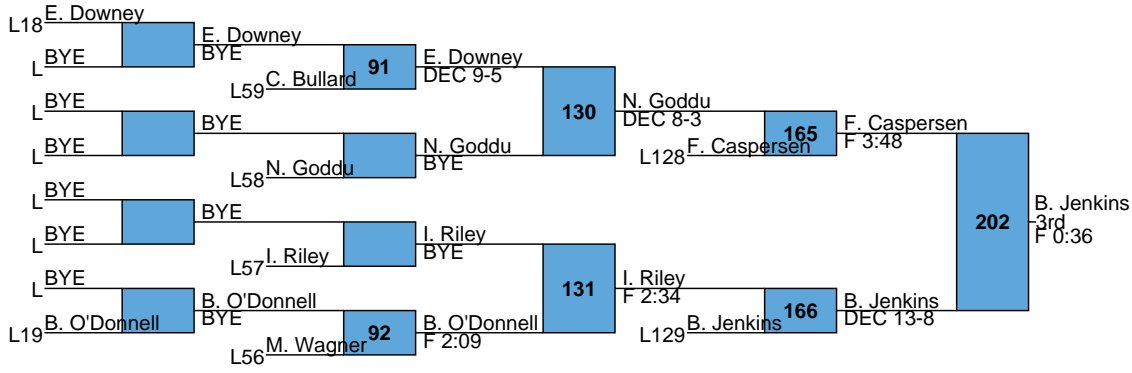 E. Downey
L18
BYE
L
E. Downey
BYE
C. Bullard
L59
91
E. Downey
DEC 9-5
BYE
L
BYE
L
BYE
N. Goddu
L58
N. Goddu
BYE
130
N. Goddu
DEC 8-3
F. Caspersen
L128
165
F. Caspersen
F 3:48
BYE
L
BYE
L
BYE
I. Riley
L57
I. Riley
BYE
BYE
L
B. O'Donnell
L19
B. O'Donnell
BYE
M. Wagner
L56
92
B. O'Donnell
F 2:09
131
I. Riley
F 2:34
B. Jenkins
L129
166
B. Jenkins
DEC 13-8
202
B. Jenkins
3rd
F 0:36